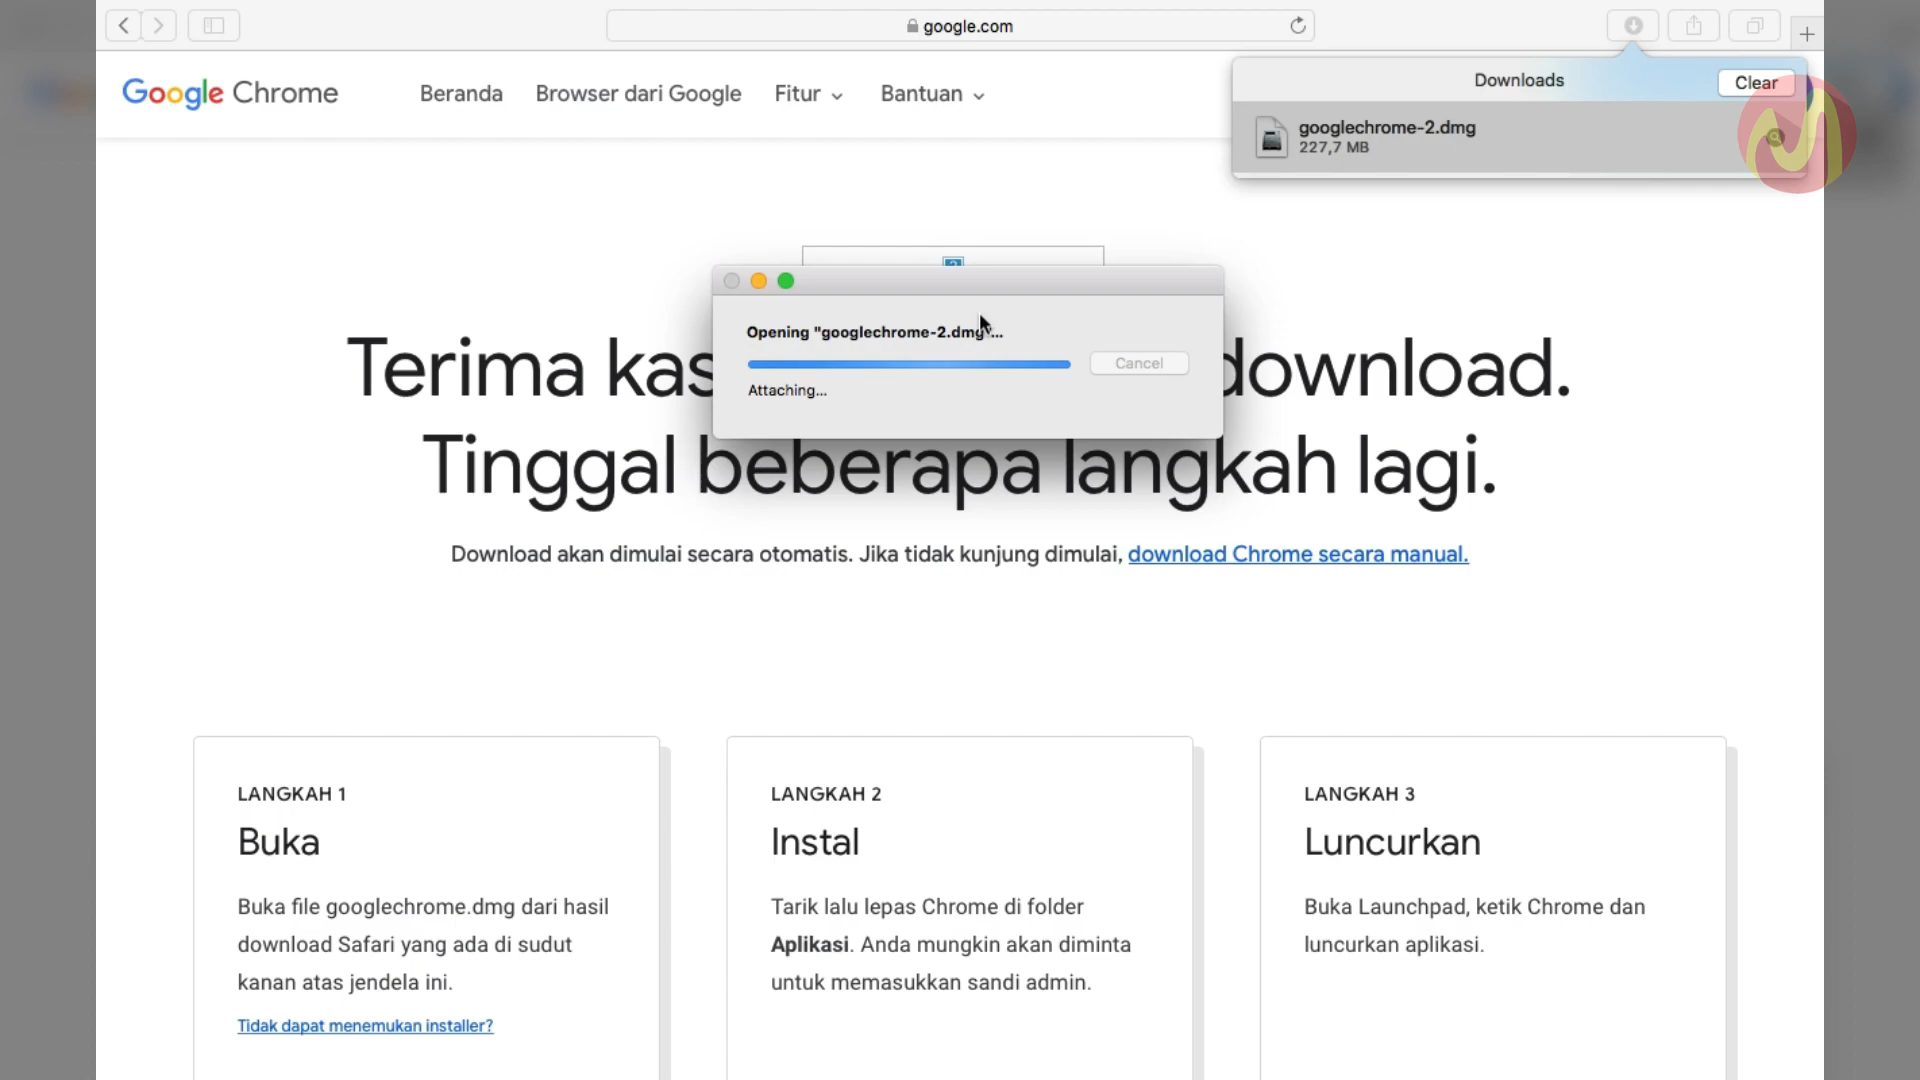 google.com
Google Chrome
Beranda
Browser dari Google
Fitur
Bantuan
Downloads
Clear
googlechrome-2.dmg
227,7 MB
Opening "googlechrome-2.dmg"...
Cancel
Attaching...
Terima kas download.
Tinggal beberapa langkah lagi.
Download akan dimulai secara otomatis. Jika tidak kunjung dimulai, download Chrome secara manual.
LANGKAH 1
Buka
Buka file googlechrome.dmg dari hasil
download Safari yang ada di sudut
kanan atas jendela ini.
Tidak dapat menemukan installer?
LANGKAH 2
Instal
Tarik lalu lepas Chrome di folder
Aplikasi. Anda mungkin akan diminta
untuk memasukkan sandi admin.
LANGKAH 3
Luncurkan
Buka Launchpad, ketik Chrome dan
luncurkan aplikasi.